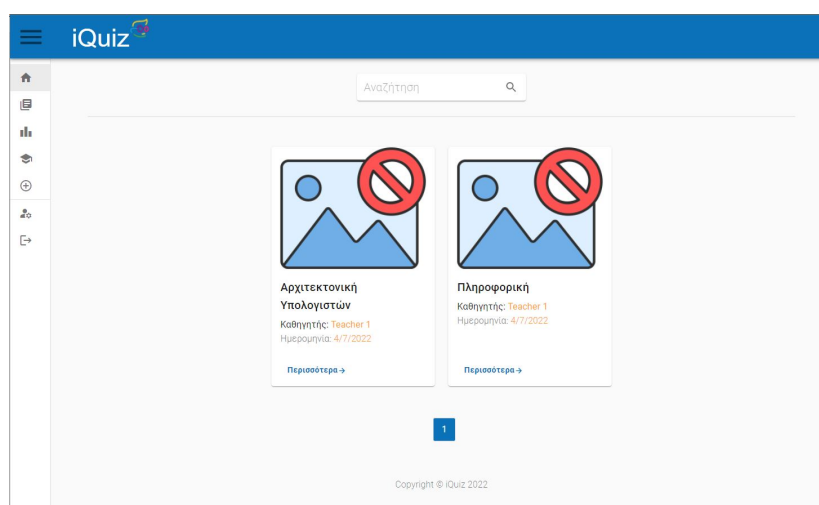 iQuiz
Αναζήτηση
Αρχιτεκτονική
Υπολογιστών
Καθηγητής: Teacher 1
Ημερομηνία: 4/7/2022
Περισσότερα →
Πληροφορική
Καθηγητής: Teacher 1
Ημερομηνία: 4/7/2022
Περισσότερα →
1
Copyright © iQuiz 2022